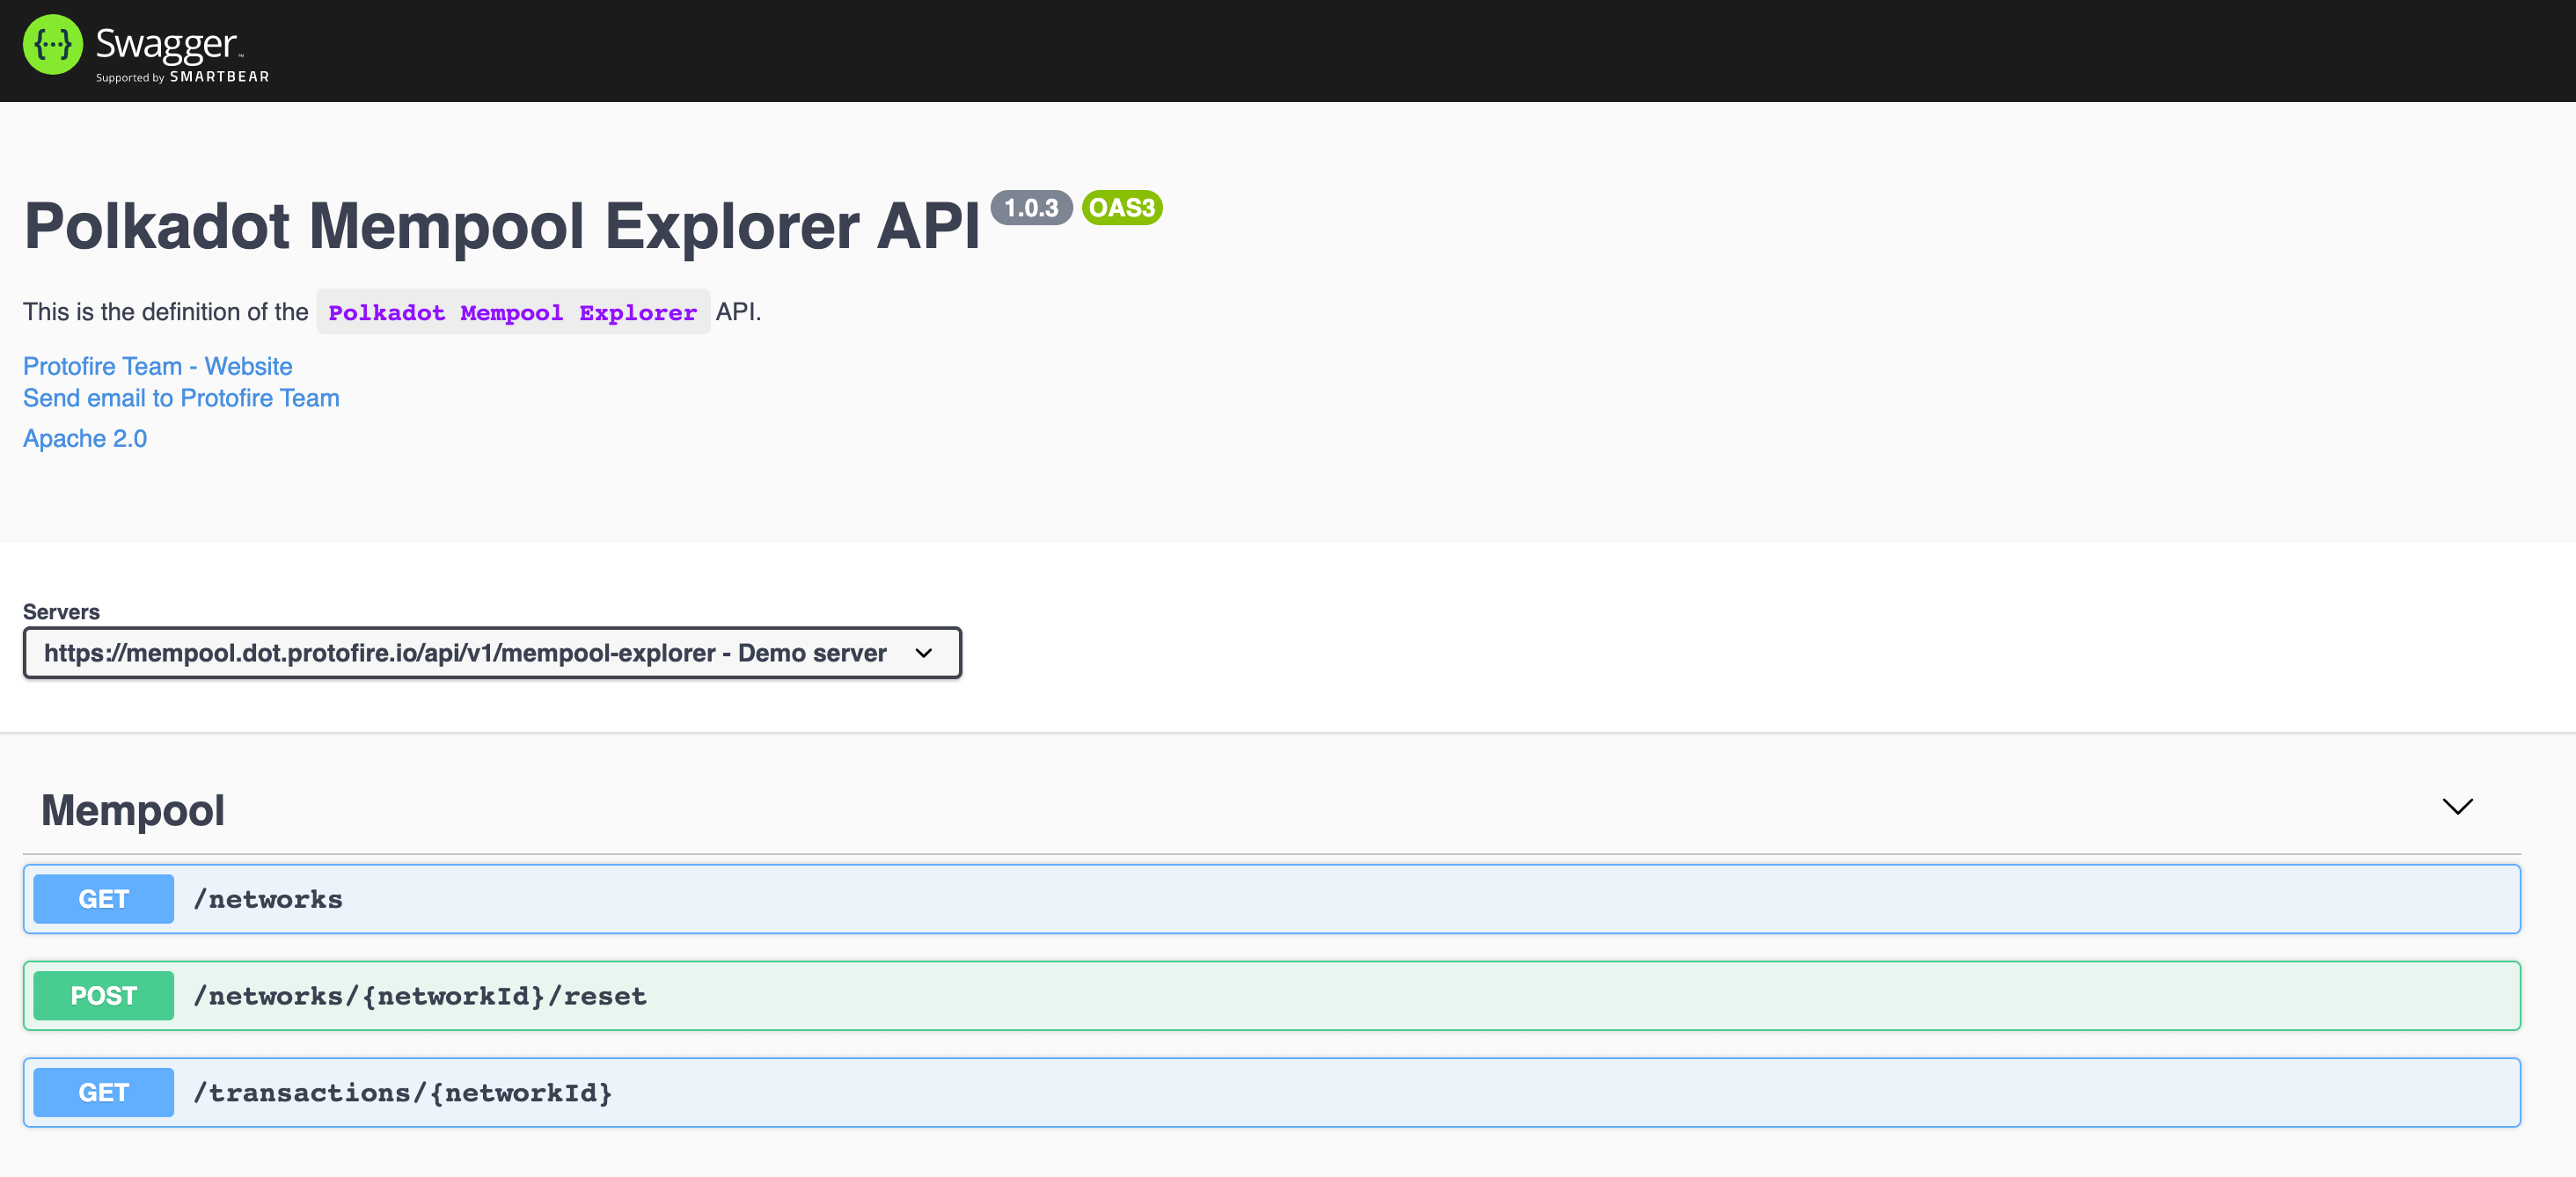 {···} Swagger™
Supported by SMARTBEAR
Polkadot Mempool Explorer API 1.0.3 OAS3
This is the definition of the Polkadot Mempool Explorer API.
Protofire Team - Website
Send email to Protofire Team
Apache 2.0
Servers
https://mempool.dot.protofire.io/api/v1/mempool-explorer - Demo server
Mempool
GET /networks
POST /networks/{networkId}/reset
GET /transactions/{networkId}